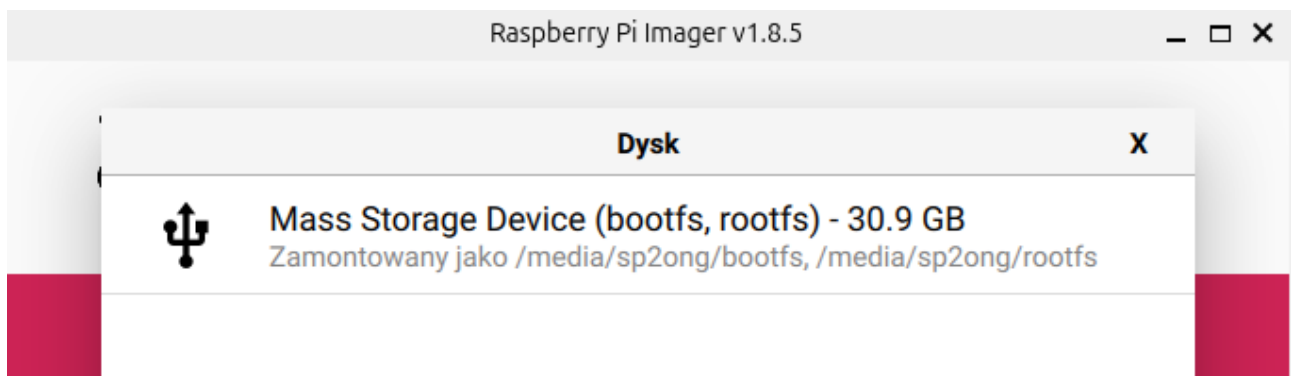 Raspberry Pi Imager v1.8.5
Dysk X
Mass Storage Device (bootfs, rootfs) - 30.9 GB
Zamontowany jako /media/sp2ong/bootfs, /media/sp2ong/rootfs